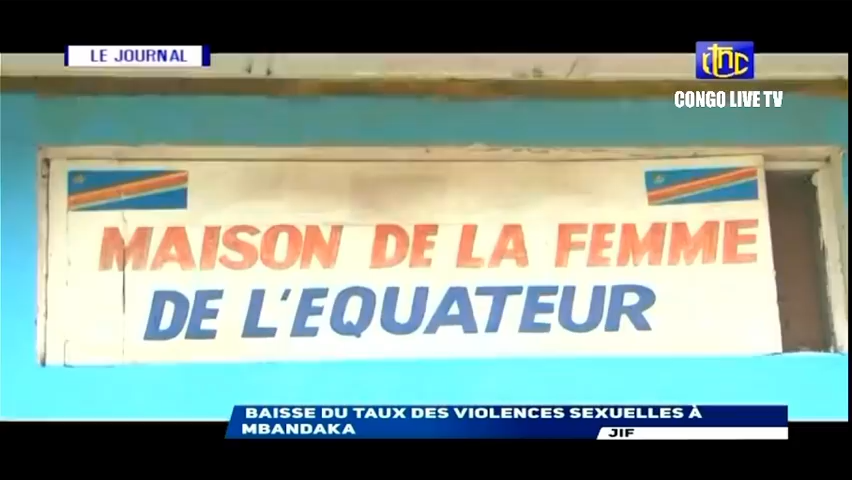 LE JOURNAL
rtnc
CONGO LIVE TV
MAISON DE LA FEMME
DE L'EQUATEUR
BAISSE DU TAUX DES VIOLENCES SEXUELLES À
MBANDAKA
JIF